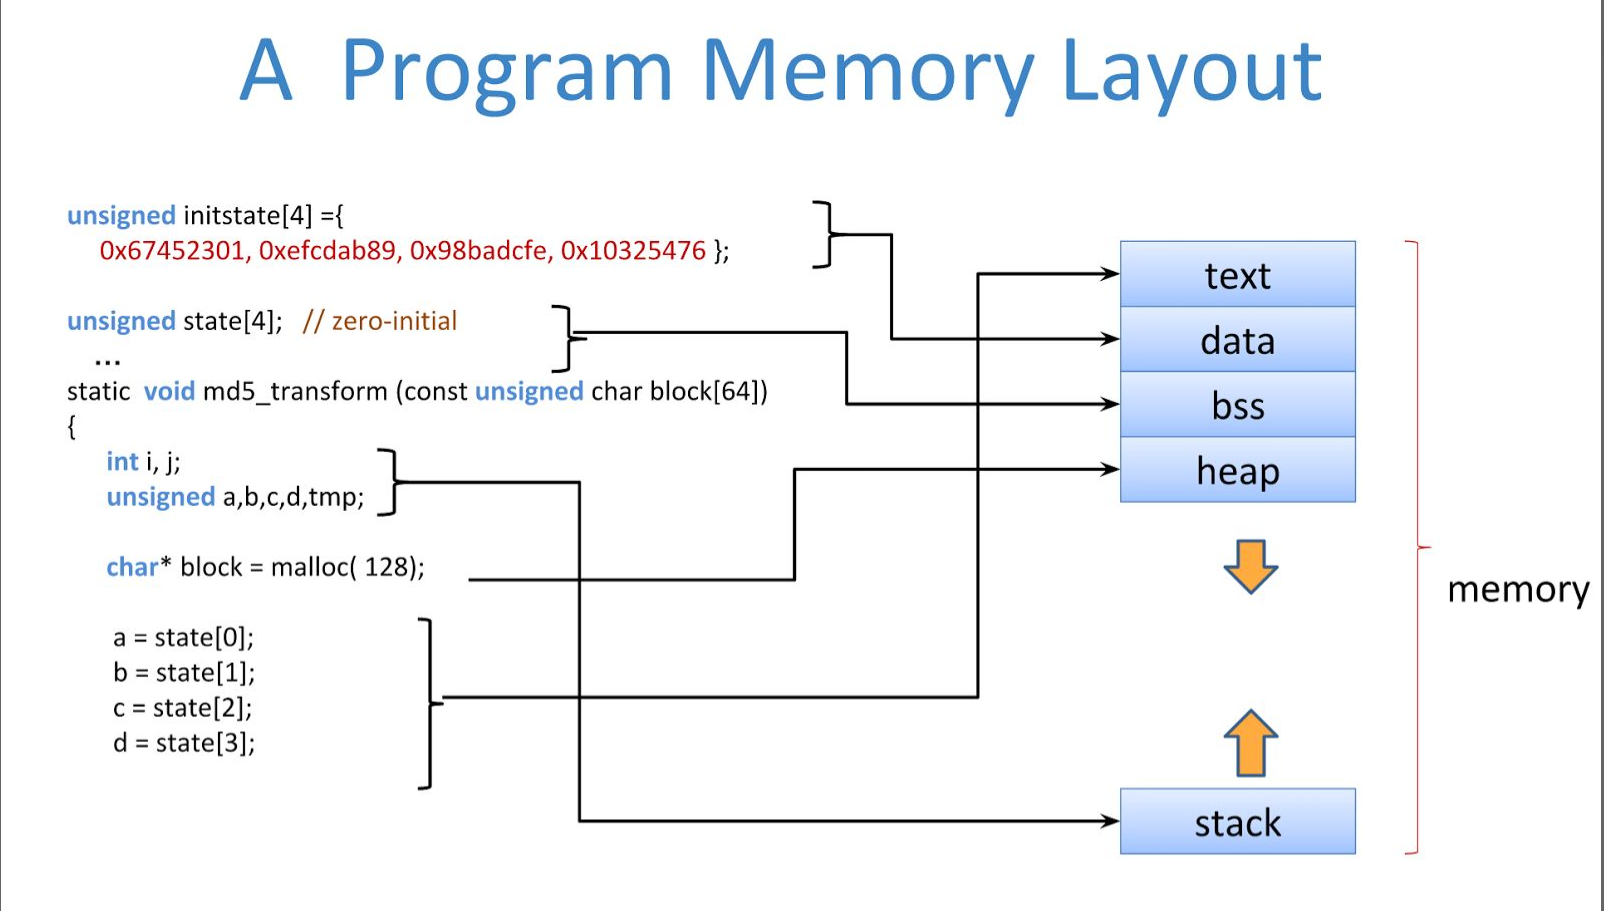 A Program Memory Layout
unsigned initstate[4] ={
0x67452301, 0xefcdab89, 0x98badcfe, 0x10325476 };
unsigned state[4]; // zero-initial
...
static void md5_transform (const unsigned char block[64])
{
int i, j;
unsigned a,b,c,d,tmp;
char* block = malloc( 128);
a = state[0];
b = state[1];
c = state[2];
d = state[3];
text
data
bss
heap
stack
memory